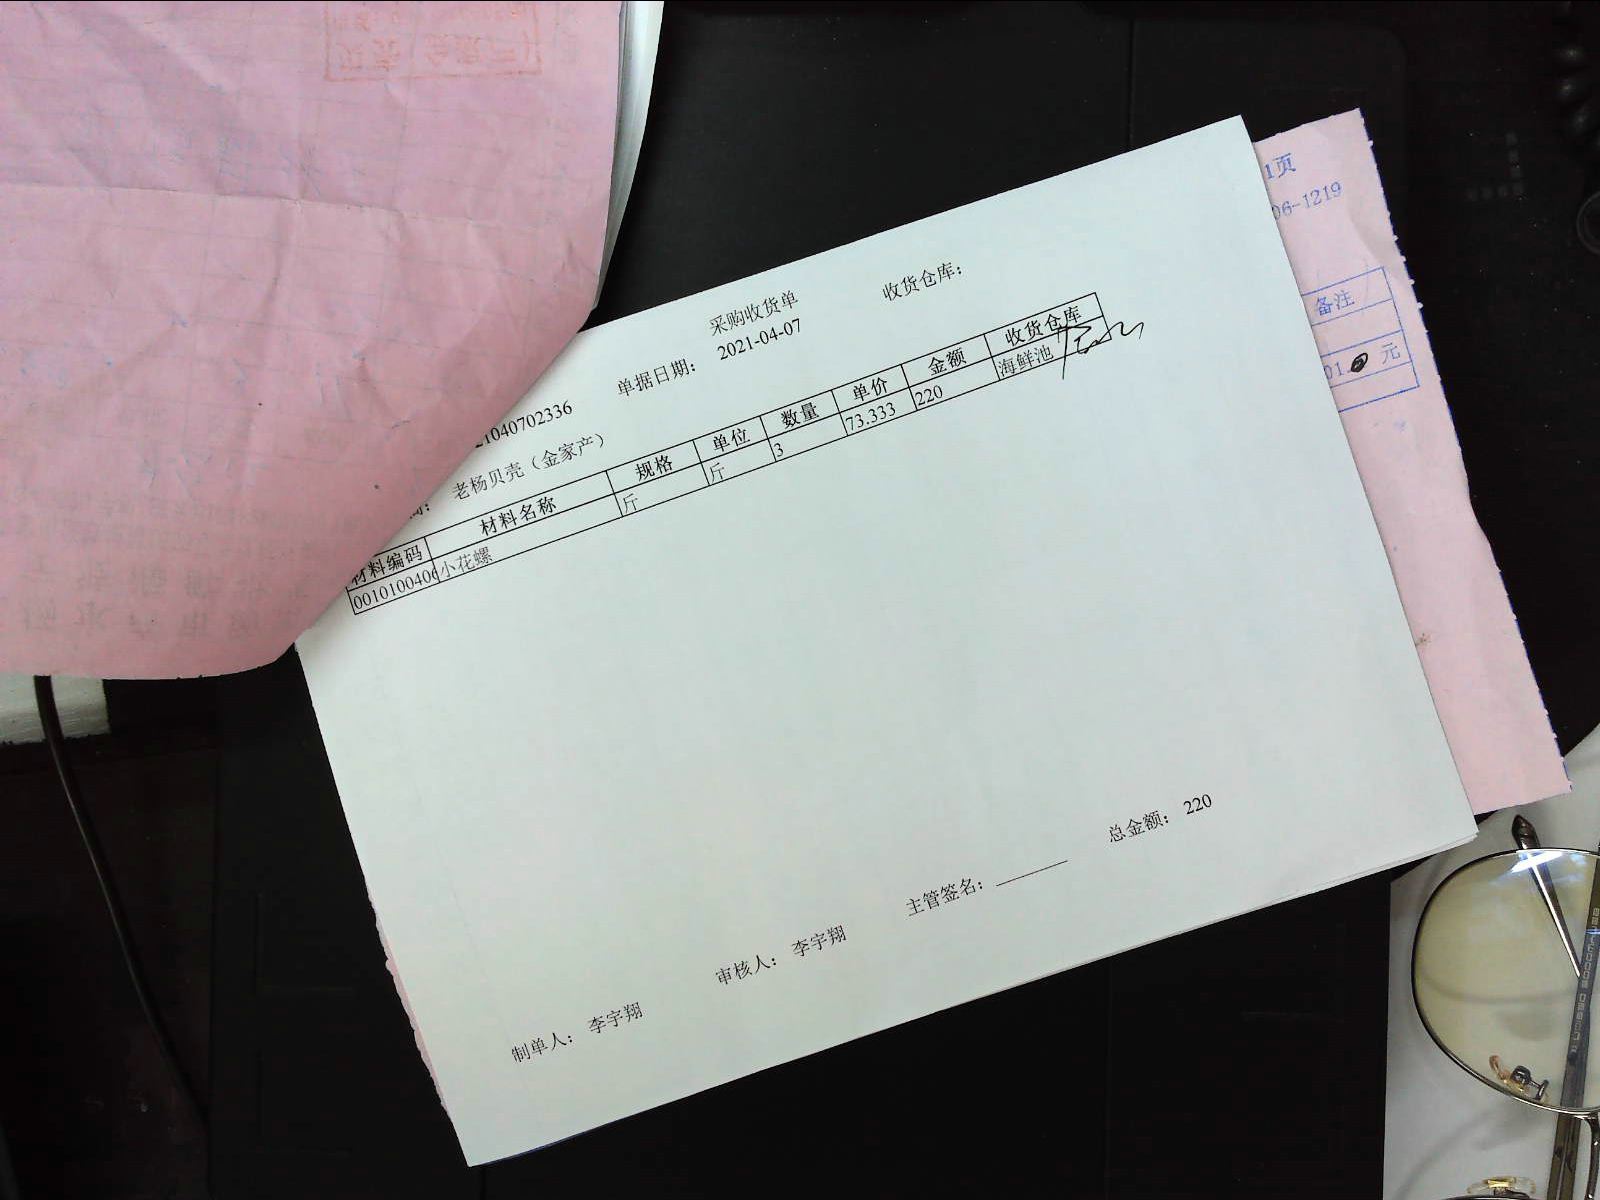 采购收货单
收货仓库：
单据日期： 2021-04-07
21040702336
老杨贝壳（金家产）
材料编码 材料名称 规格 单位 数量 单价 金额 收货仓库
0010100406 小花螺 斤 斤 3 73.333 220 海鲜池
总金额： 220
主管签名：
审核人： 李宇翔
制单人： 李宇翔
1页
06-1219
备注
01. 元